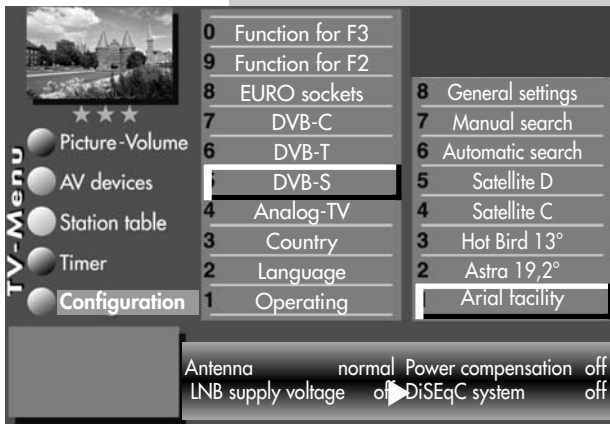 TV-Menu
Picture-Volume
AV devices
Station table
Timer
Configuration
0 Function for F3
9 Function for F2
8 EURO sockets
7 DVB-C
6 DVB-T
DVB-S
4 Analog-TV
3 Country
2 Language
1 Operating
8 General settings
7 Manual search
6 Automatic search
5 Satellite D
4 Satellite C
3 Hot Bird 13°
2 Astra 19,2°
Arial facility
Antenna normal Power compensation off
LNB supply voltage off DiSEqC system off